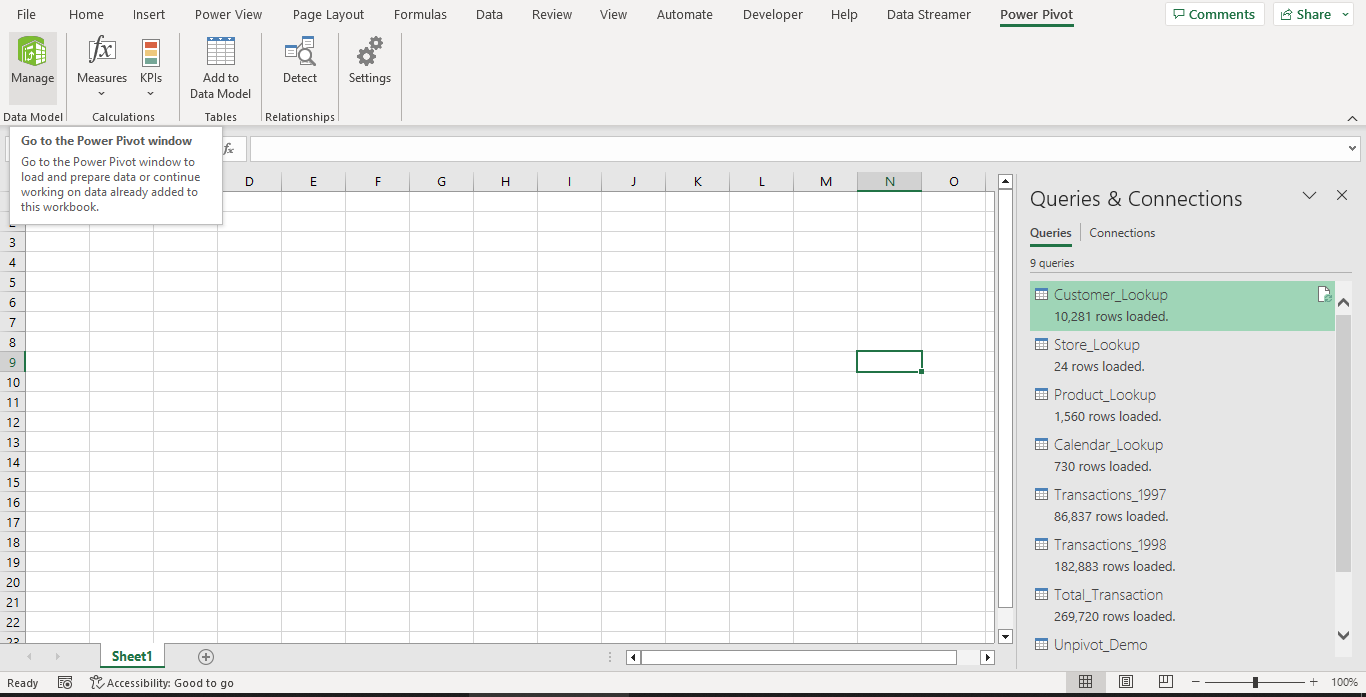 File Home Insert Power View Page Layout Formulas Data Review View Automate Developer Help Data Streamer Power Pivot Comments Share
Manage Measures KPIs Add to Data Model Detect Settings
Data Model Calculations Tables Relationships
Go to the Power Pivot window
Go to the Power Pivot window to
load and prepare data or continue
working on data already added to
this workbook.
fx
D E F G H I J K L M N O
2
3
4
5
6
7
8
9
10
11
12
13
14
15
16
17
18
19
20
21
22
23
Queries & Connections
Queries Connections
9 queries
Customer_Lookup
10,281 rows loaded.
Store_Lookup
24 rows loaded.
Product_Lookup
1,560 rows loaded.
Calendar_Lookup
730 rows loaded.
Transactions_1997
86,837 rows loaded.
Transactions_1998
182,883 rows loaded.
Total_Transaction
269,720 rows loaded.
Unpivot_Demo
Sheet1
Ready Accessibility: Good to go 100%